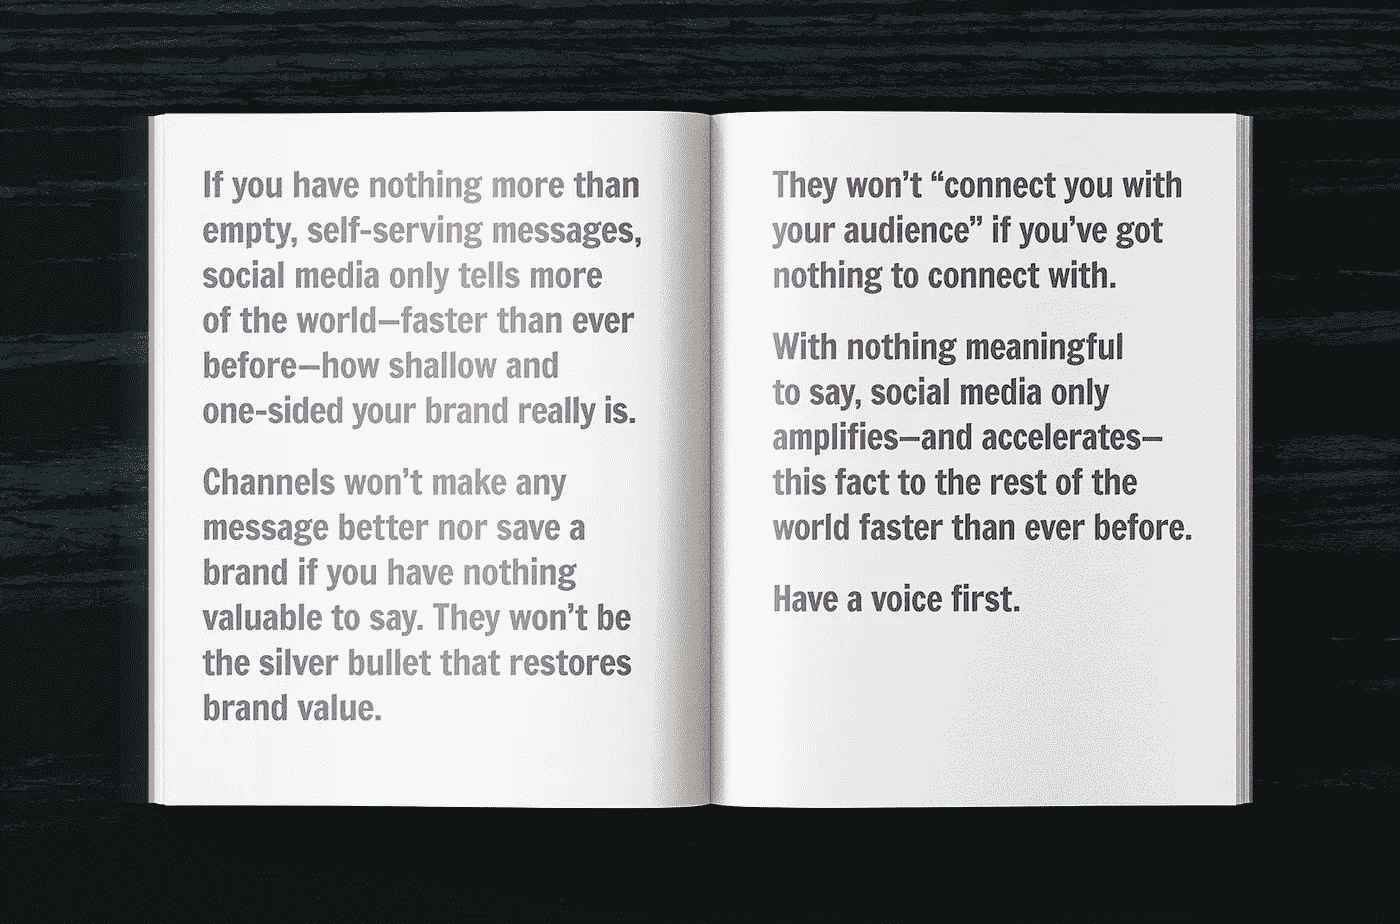 If you have nothing more than
empty, self-serving messages,
social media only tells more
of the world—faster than ever
before—how shallow and
one-sided your brand really is.
Channels won’t make any
message better nor save a
brand if you have nothing
valuable to say. They won’t be
the silver bullet that restores
brand value.
They won’t “connect you with
your audience” if you’ve got
nothing to connect with.
With nothing meaningful
to say, social media only
amplifies—and accelerates—
this fact to the rest of the
world faster than ever before.
Have a voice first.